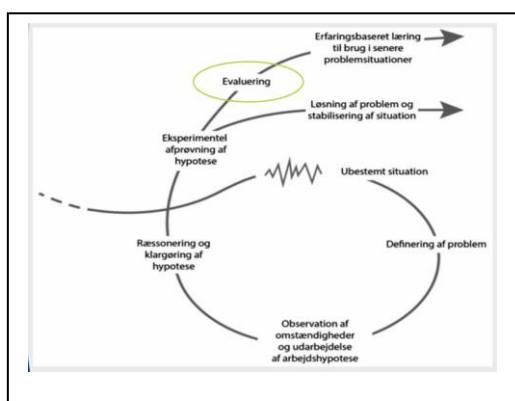 Erfaringsbaseret læring
til brug i senere
problemsituationer
Evaluering
Løsning af problem og
stabilisering af situation
Eksperimentel
afprøvning af
hypotese
Ubestemt situation
Ræssonering og
klargøring af
hypotese
Definering af problem
Observation af
omstændigheder
og udarbejdelse
af arbejdshypotese